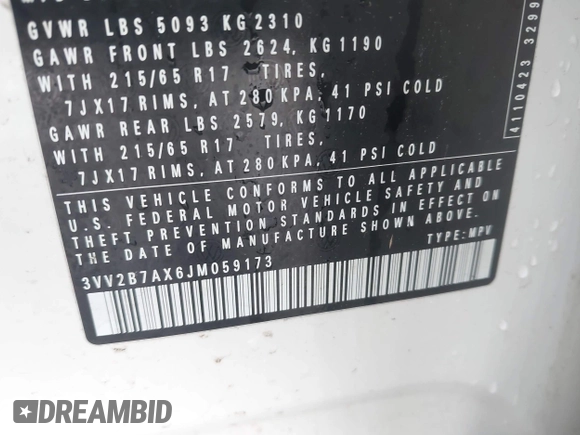 GVWR LBS 5093 KG 2310
GAWR FRONT LBS 2624, KG 1190
WITH 215/65 R17 TIRES,
7JX17 RIMS, AT 280 KPA, 41 PSI COLD
GAWR REAR LBS 2579, KG 1170
WITH 215/65 R17 TIRES,
7JX17 RIMS, AT 280 KPA, 41 PSI COLD
THIS VEHICLE CONFORMS TO ALL APPLICABLE
U.S. FEDERAL MOTOR VEHICLE SAFETY AND
THEFT PREVENTION STANDARDS IN EFFECT ON
THE DATE OF MANUFACTURE SHOWN ABOVE.
3VV2B7AX6JM059173 TYPE: MPV
4110423 3299
DREAMBID